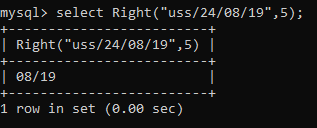 mysql> select Right("uss/24/08/19",5);
+-------------------------+
| Right("uss/24/08/19",5) |
+-------------------------+
| 08/19                   |
+-------------------------+
1 row in set (0.00 sec)